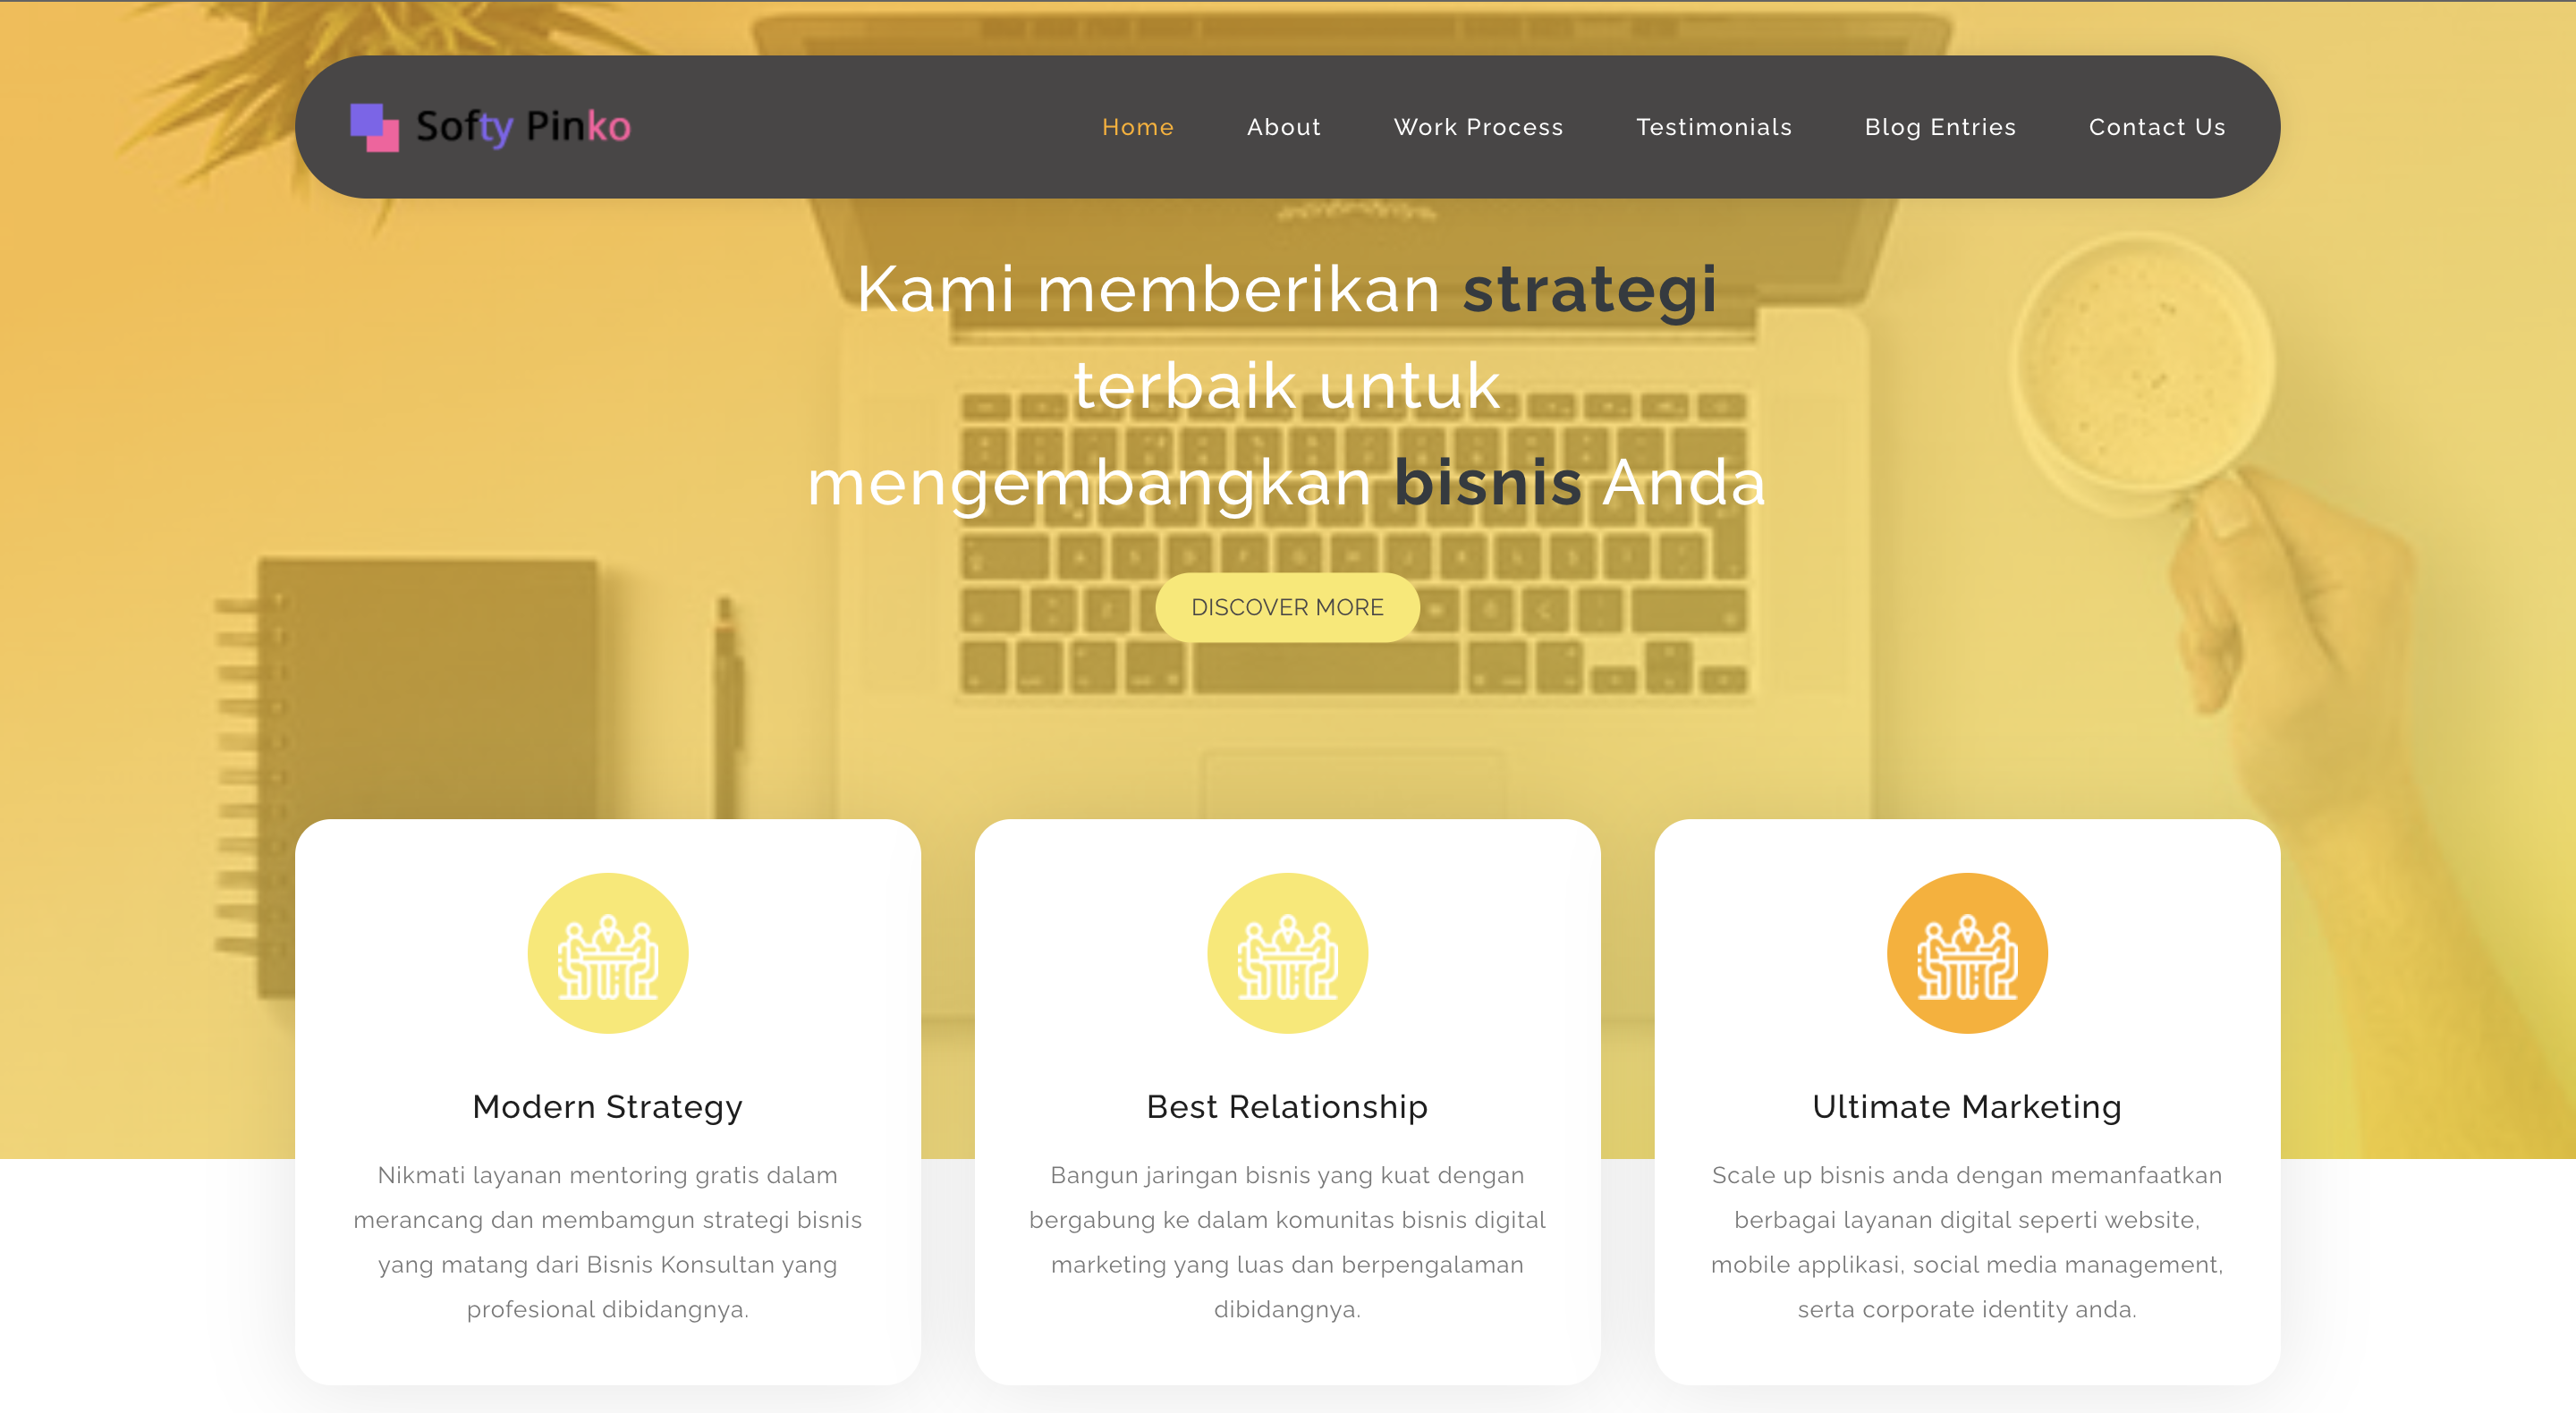 Softy Pinko
Home About Work Process Testimonials Blog Entries Contact Us
Kami memberikan strategi
terbaik untuk
mengembangkan bisnis Anda
DISCOVER MORE
Modern Strategy
Nikmati layanan mentoring gratis dalam
merancang dan membamgun strategi bisnis
yang matang dari Bisnis Konsultan yang
profesional dibidangnya.
Best Relationship
Bangun jaringan bisnis yang kuat dengan
bergabung ke dalam komunitas bisnis digital
marketing yang luas dan berpengalaman
dibidangnya.
Ultimate Marketing
Scale up bisnis anda dengan memanfaatkan
berbagai layanan digital seperti website,
mobile applikasi, social media management,
serta corporate identity anda.